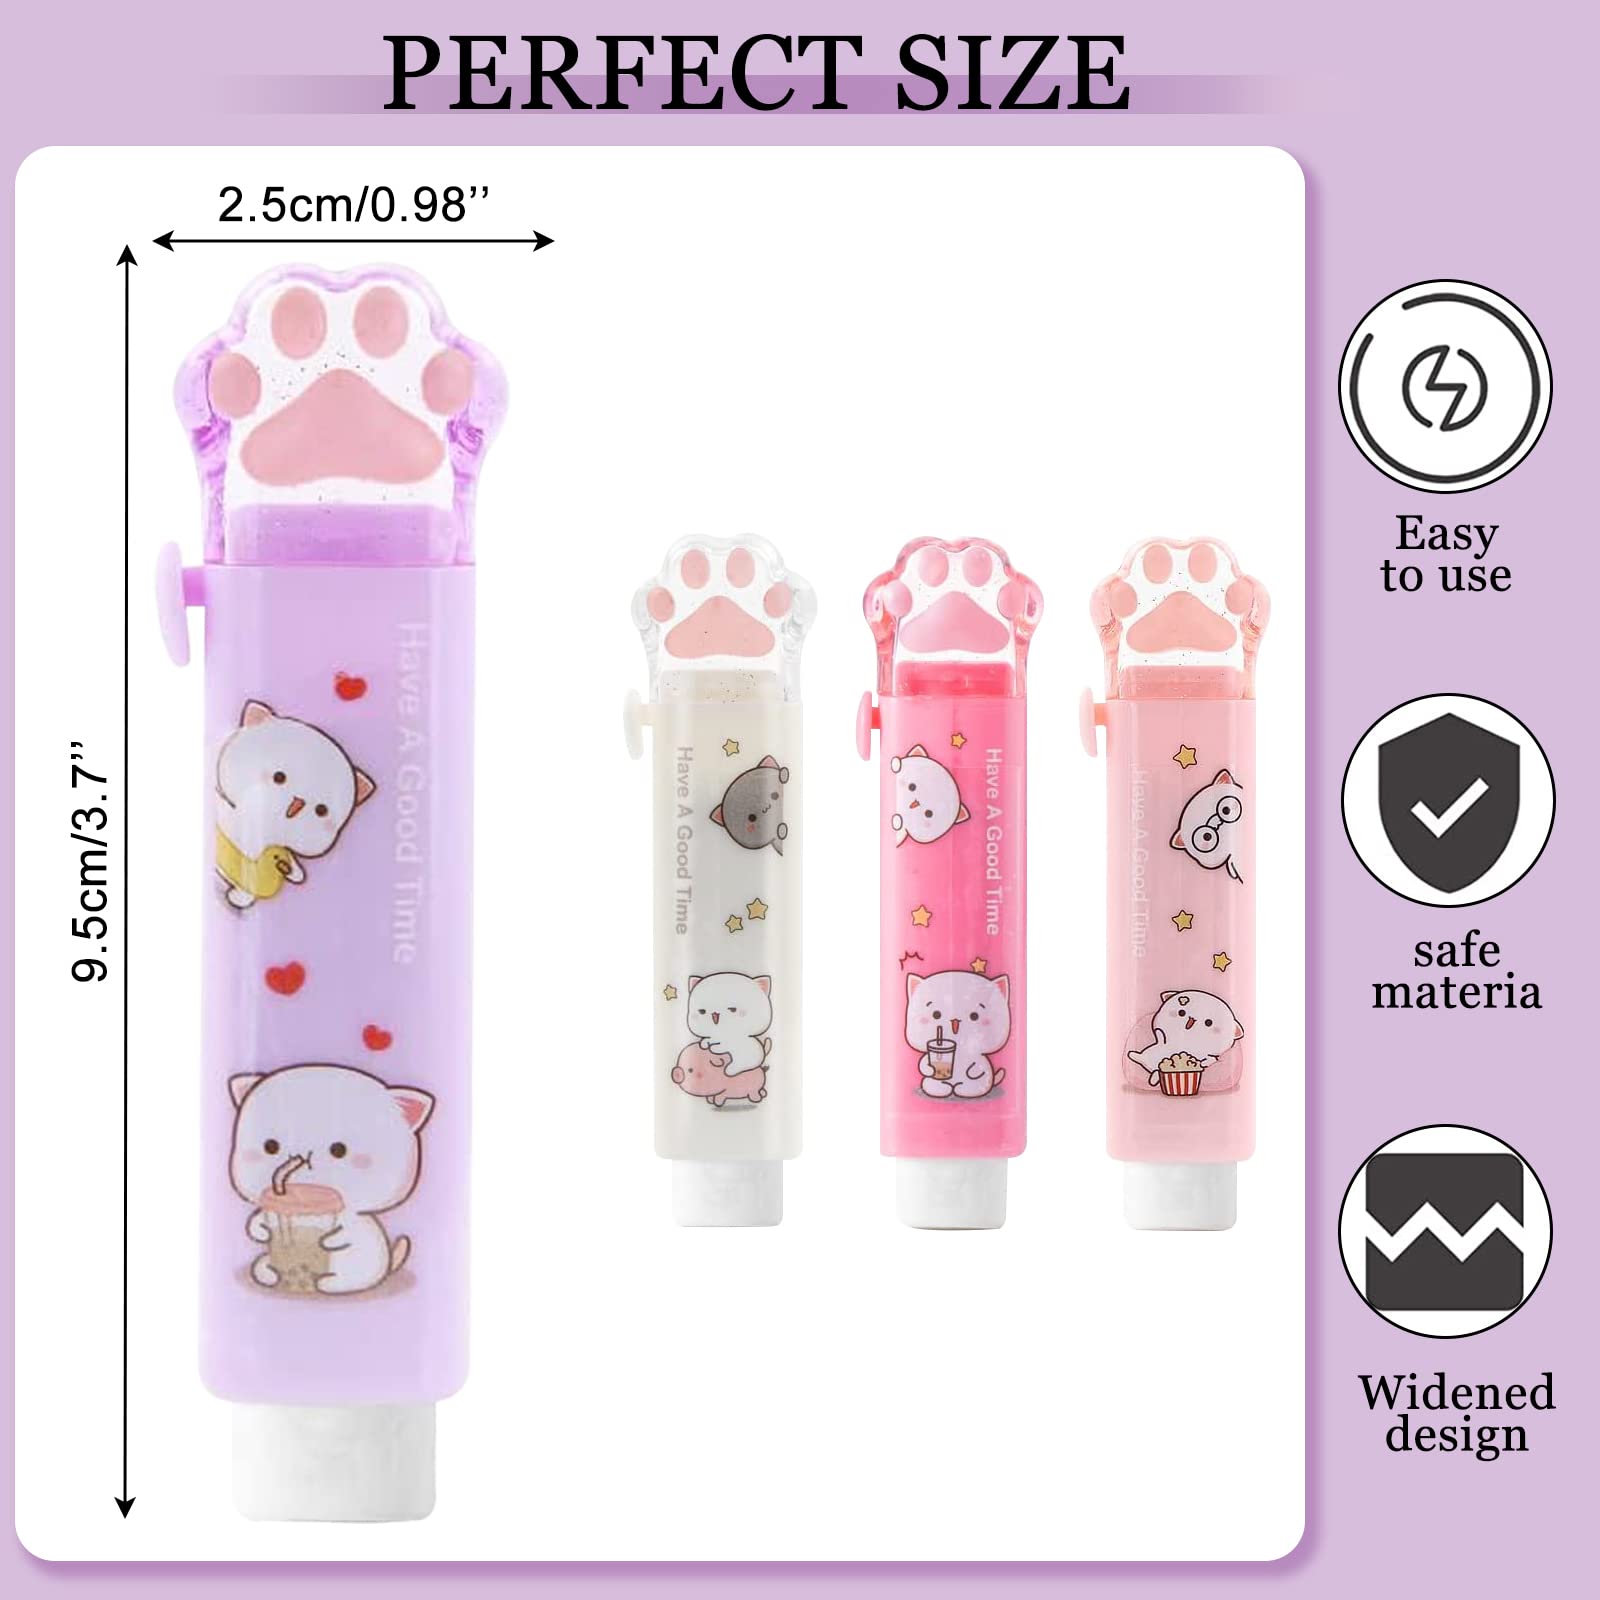 PERFECT SIZE
2.5cm/0.98’’
9.5cm/3.7’’
Have A Good Time
Have A Good Time
Have A Good Time
Have A Good Time
Easy
to use
safe
materia
Widened
design